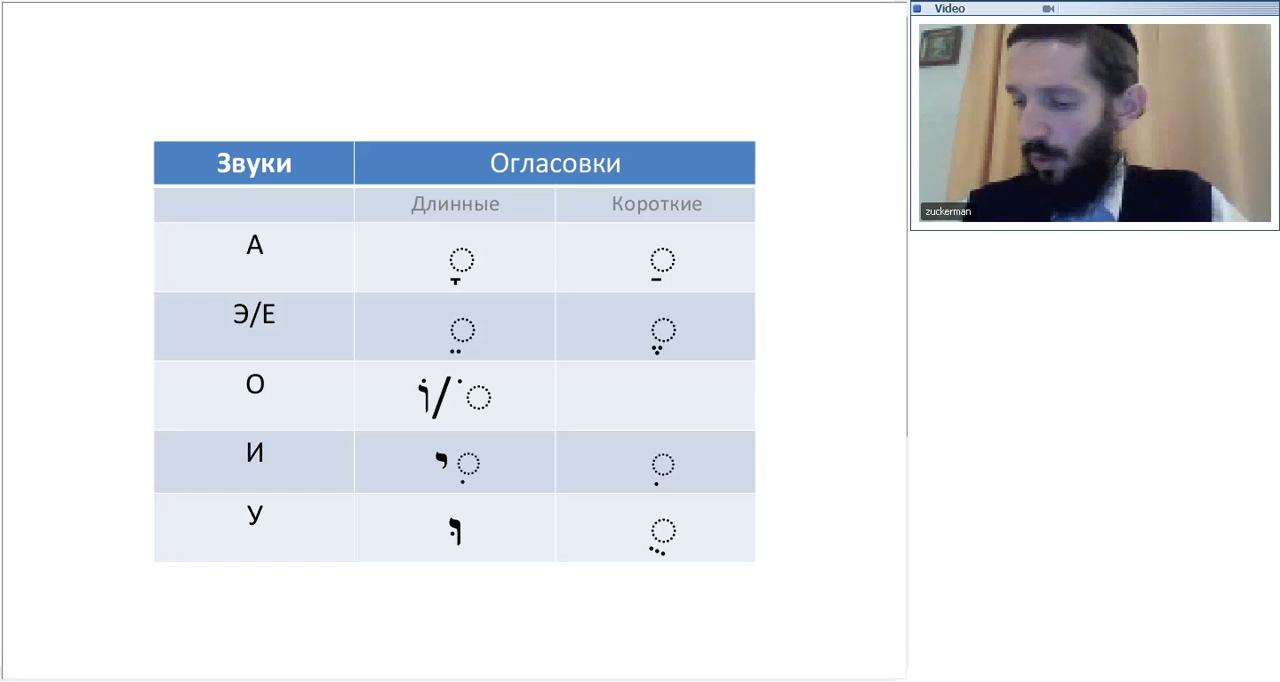 Звуки Огласовки
Длинные Короткие
А ◌ָ ◌ַ
Э/Е ◌ֵ ◌ֶ
О וֹ/◌ֹ
И ◌ִי ◌ִ
У וּ ◌ֻ
Video
zuckerman